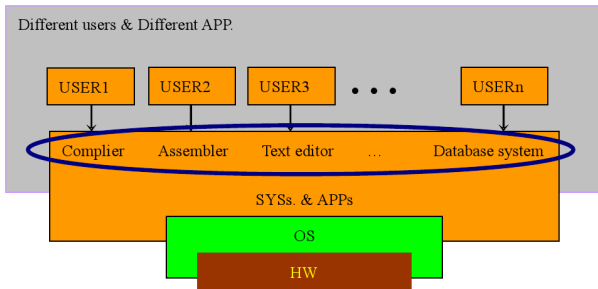 Different users & Different APP.
USER1 USER2 USER3 • • • USERn
Complier Assembler Text editor … Database system
SYSs. & APPs
OS
HW